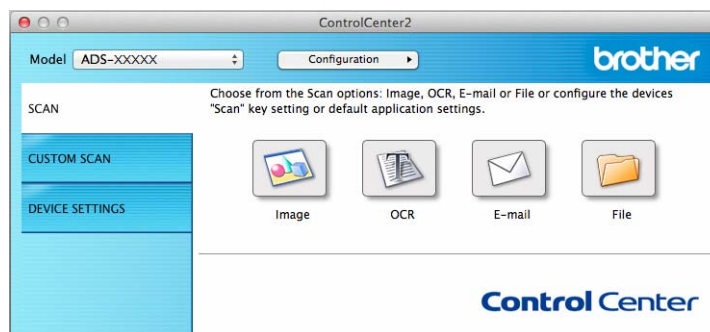 ControlCenter2
Model ADS-XXXXX Configuration
brother
SCAN
CUSTOM SCAN
DEVICE SETTINGS
Choose from the Scan options: Image, OCR, E-mail or File or configure the devices
"Scan" key setting or default application settings.
Image OCR E-mail File
Control Center